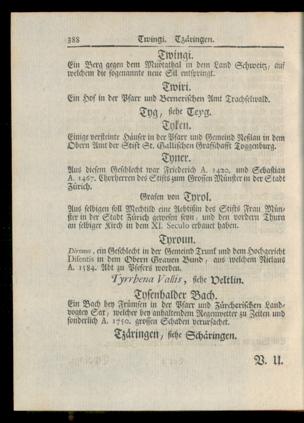 388 Twingi. Tzäringen.
Twingi.
Ein Berg gegen dem Muotathal in dem Land Schweitz, auf
welchem die sogenannte neue Sil entspringt.
Twiri.
Ein Hof in der Pfarr und Bernerischen Amt Trachselwald.
Tyg, siehe Teyg.
Tyken.
Einige verstreute Häuser in der Pfarr und Gemeind Neßlau in dem
Obern Amt der Stift St. Gallischen Grafschafft Toggenburg.
Tyner.
Aus diesem Geschlecht war Friederich A. 1420. und Sebastian
A. 1467. Chorherren des Stifts zum Grossen Münster in der Stadt
Zürich.
Grafen von Tyrol.
Aus selbigen soll Mechtild eine Aebtißin des Stifts Frau Mün-
ster in der Stadt Zürich gewesen seyn, und den vordern Thurn
an selbiger Kirch in dem XI. Seculo erbauet haben.
Tyroun.
ein Geschlecht in der Gemeind Trunß und dem Hochgericht
Disentis in dem Obern Grauen Bund, aus welchem Niclaus
A. 1584. Abt zu Pfefers worden.
Tyrrhena Vallis, siehe Veltlin.
Tysenhalder Bach.
Ein Bach bey in der Pfarr und Zürcherischen Land-
vogtey Sax, welcher bey anhaltendem Regenwetter zu Zeiten und
sonderlich A. 1750. grossen Schaden verursachet.
Tzäringen, siehe Schäringen.
V. U.